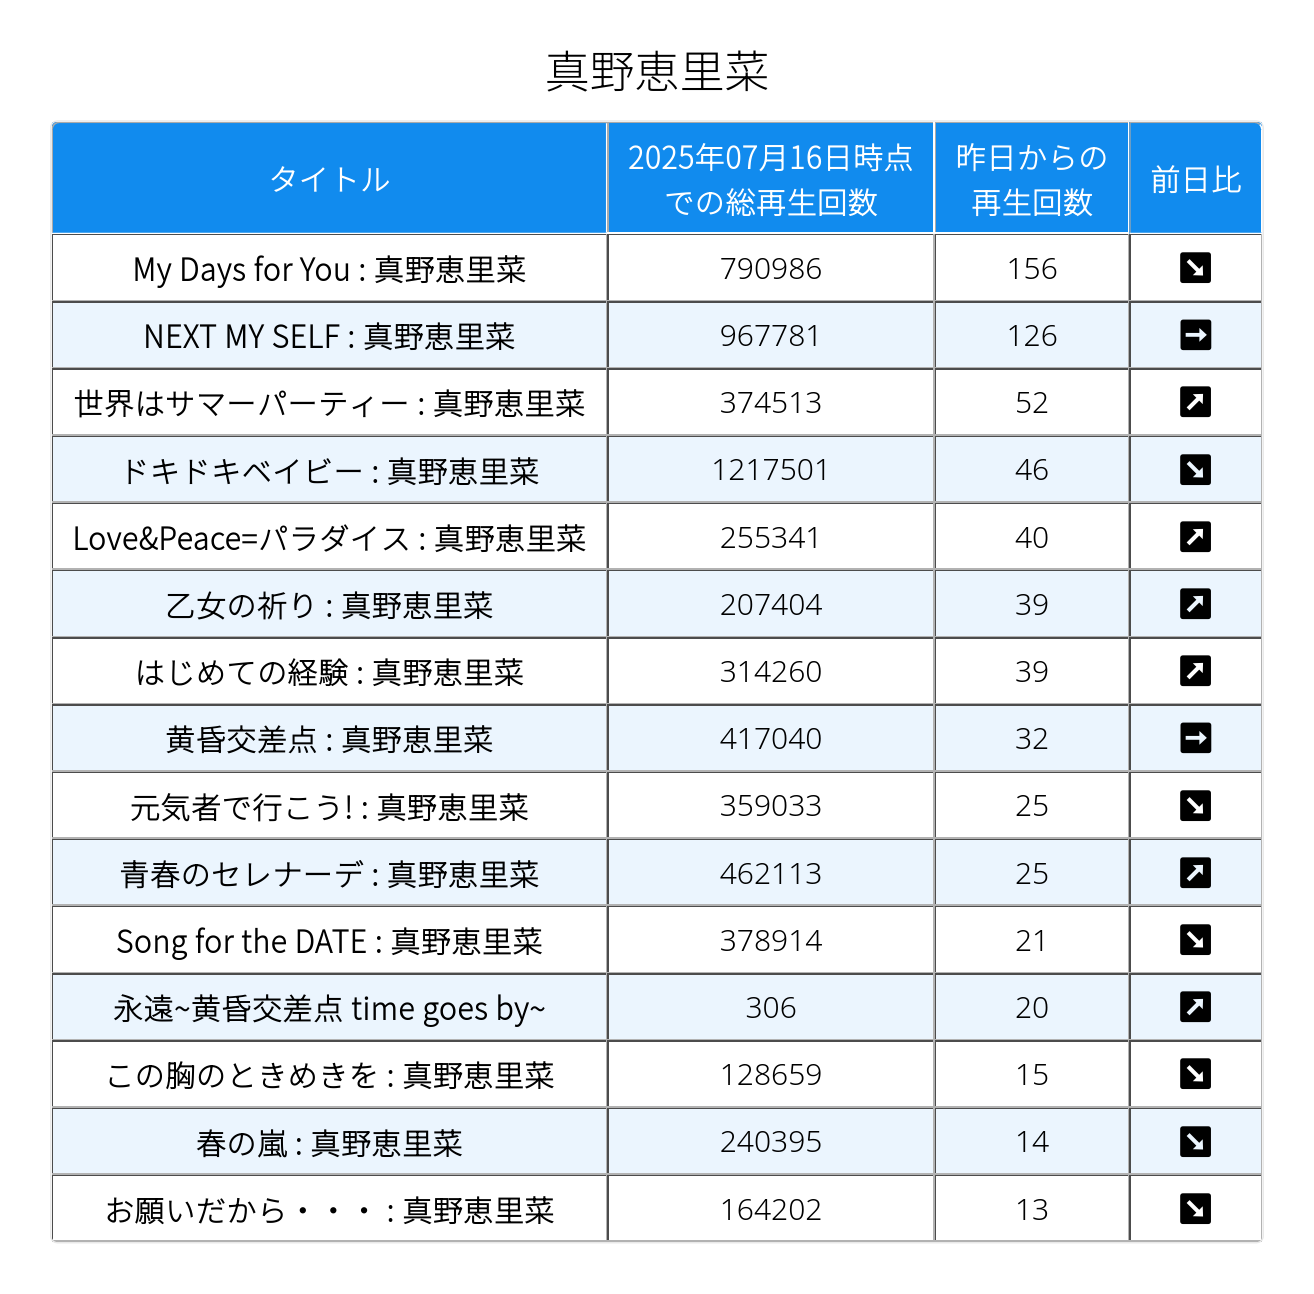 真野恵里菜
タイトル 2025年07月16日時点での総再生回数 昨日からの再生回数 前日比
My Days for You : 真野恵里菜 790986 156 ↘
NEXT MY SELF : 真野恵里菜 967781 126 →
世界はサマーパーティー : 真野恵里菜 374513 52 ↗
ドキドキベイビー : 真野恵里菜 1217501 46 ↘
Love&Peace=パラダイス : 真野恵里菜 255341 40 ↗
乙女の祈り : 真野恵里菜 207404 39 ↗
はじめての経験 : 真野恵里菜 314260 39 ↗
黄昏交差点 : 真野恵里菜 417040 32 →
元気者で行こう! : 真野恵里菜 359033 25 ↘
青春のセレナーデ : 真野恵里菜 462113 25 ↗
Song for the DATE : 真野恵里菜 378914 21 ↘
永遠~黄昏交差点 time goes by~ 306 20 ↗
この胸のときめきを : 真野恵里菜 128659 15 ↘
春の嵐 : 真野恵里菜 240395 14 ↘
お願いだから・・・ : 真野恵里菜 164202 13 ↘